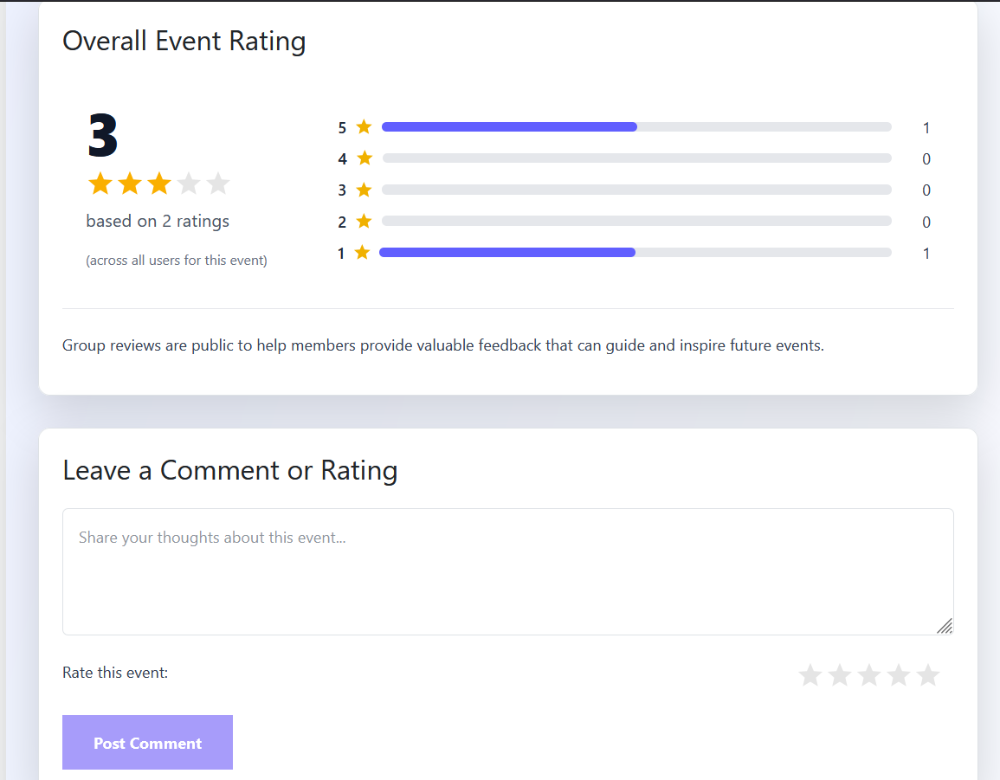 Overall Event Rating
3
based on 2 ratings
(across all users for this event)
5 1
4 0
3 0
2 0
1 1
Group reviews are public to help members provide valuable feedback that can guide and inspire future events.
Leave a Comment or Rating
Share your thoughts about this event...
Rate this event:
Post Comment